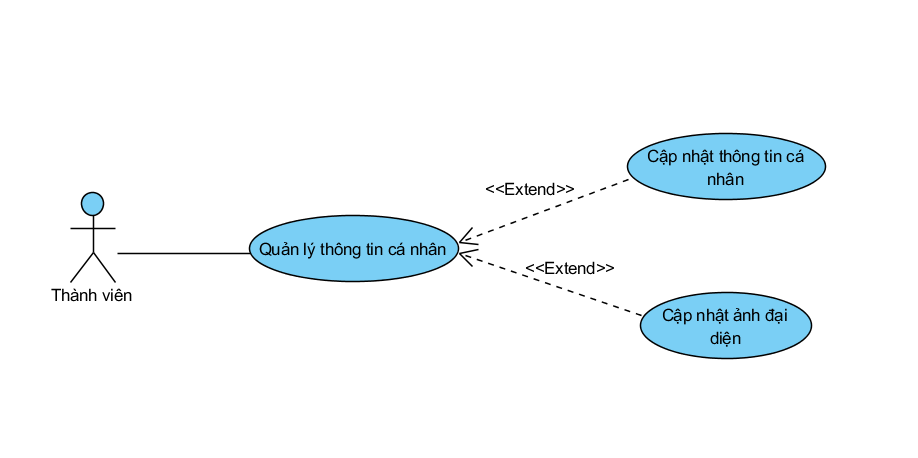 Cập nhật thông tin cá
nhân
<<Extend>>
Quản lý thông tin cá nhân
<<Extend>>
Thành viên
Cập nhật ảnh đại
diện